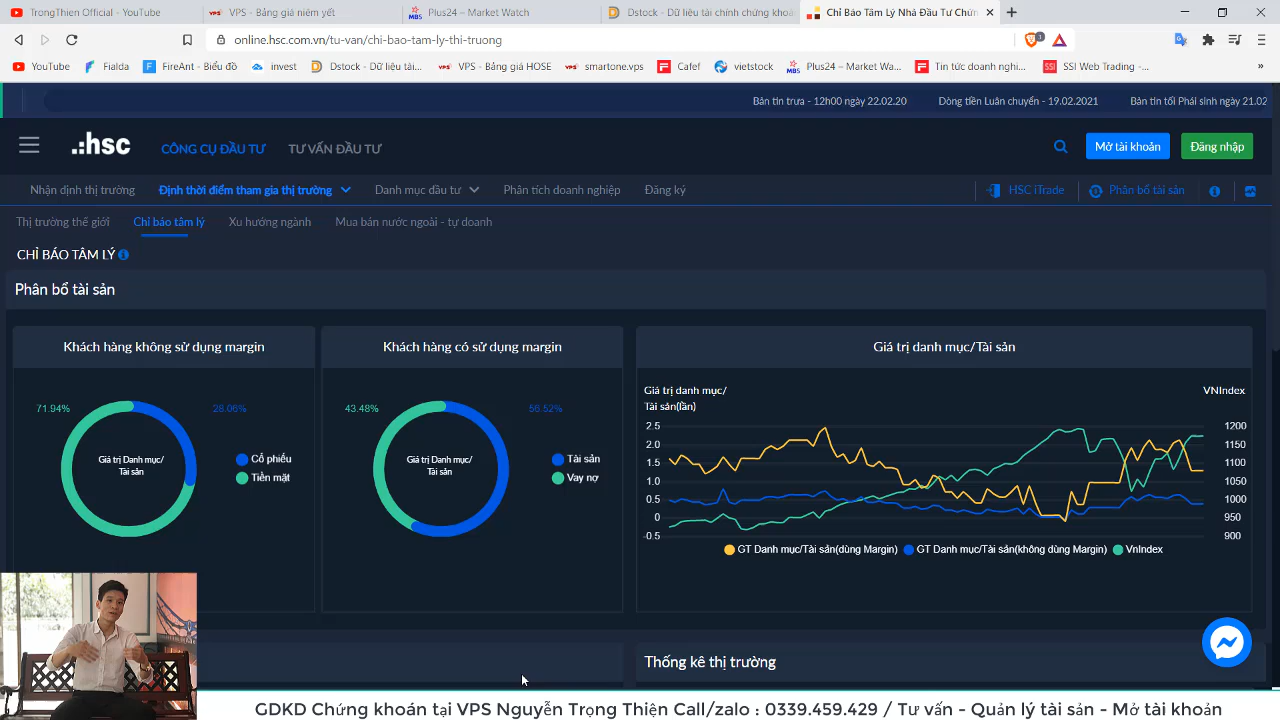 TrongThien Official - YouTube
VPS - Bảng giá niêm yết
MBS Plus24 – Market Watch
Dstock - Dữ liệu tài chính chứng khoá
Chỉ Báo Tâm Lý Nhà Đầu Tư Chứn
online.hsc.com.vn/tu-van/chi-bao-tam-ly-thi-truong
1
YouTube
Fialda
FireAnt - Biểu đồ
invest
Dstock - Dữ liệu tài...
VPS - Bảng giá HOSE
smartone.vps
Cafef
vietstock
MBS Plus24 – Market Wa...
Tin tức doanh nghi...
SSI Web Trading -...
Bản tin trưa - 12h00 ngày 22.02.20
Dòng tiền Luân chuyển - 19.02.2021
Bản tin tối Phái sinh ngày 21.02
.:hsc
CÔNG CỤ ĐẦU TƯ
TƯ VẤN ĐẦU TƯ
Mở tài khoản
Đăng nhập
Nhận định thị trường
Định thời điểm tham gia thị trường
Danh mục đầu tư
Phân tích doanh nghiệp
Đăng ký
HSC iTrade
Phân bổ tài sản
Thị trường thế giới
Chỉ báo tâm lý
Xu hướng ngành
Mua bán nước ngoài - tự doanh
CHỈ BÁO TÂM LÝ
Phân bổ tài sản
Khách hàng không sử dụng margin
71.94%
28.06%
Giá trị Danh mục/
Tài sản
Cổ phiếu
Tiền mặt
Khách hàng có sử dụng margin
43.48%
56.52%
Giá trị Danh mục/
Tài sản
Tài sản
Vay nợ
Giá trị danh mục/Tài sản
Giá trị danh mục/
Tài sản(lần)
VNIndex
2.5
2.0
1.5
1.0
0.5
0
-0.5
1200
1150
1100
1050
1000
950
900
GT Danh mục/Tài sản(dùng Margin)
GT Danh mục/Tài sản(không dùng Margin)
VnIndex
Thống kê thị trường
GDKD Chứng khoán tại VPS Nguyễn Trọng Thiện Call/zalo : 0339.459.429 / Tư vấn - Quản lý tài sản - Mở tài khoản